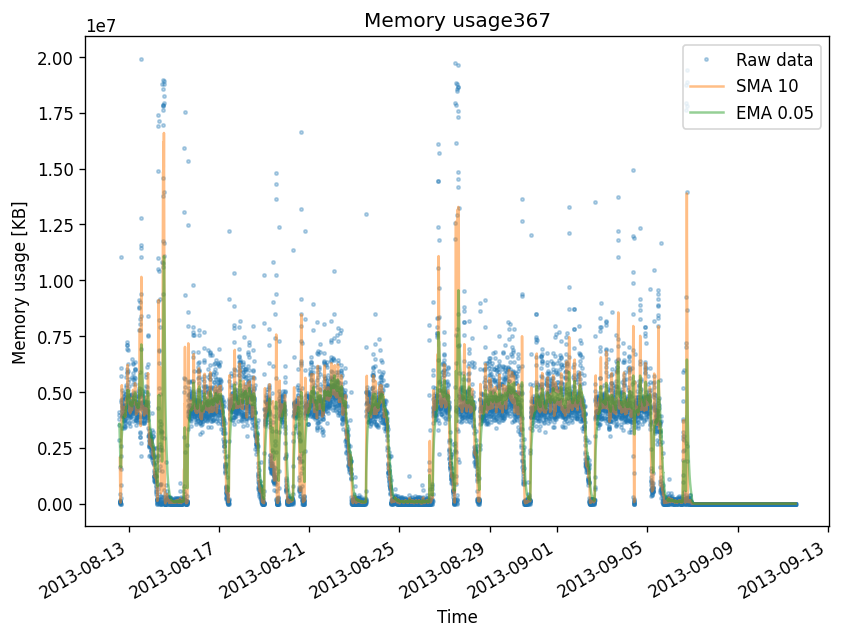 Memory usage367
1e7
2.00
1.75
1.50
1.25
1.00
0.75
0.50
0.25
0.00
Memory usage [KB]
Raw data
SMA 10
EMA 0.05
2013-08-13
2013-08-17
2013-08-21
2013-08-25
2013-08-29
2013-09-01
2013-09-05
2013-09-09
2013-09-13
Time